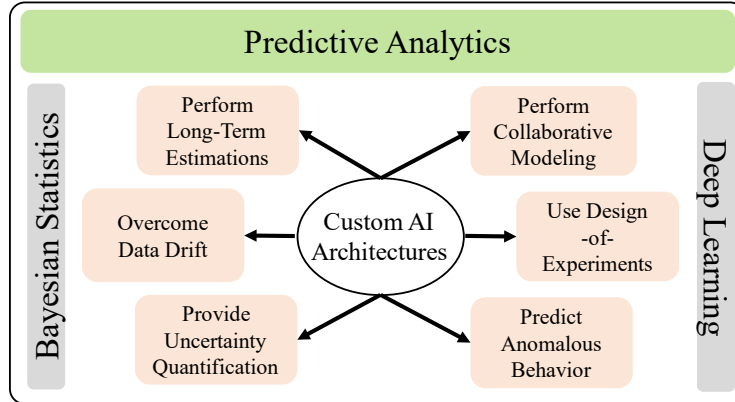 Predictive Analytics
Bayesian Statistics
Perform
Long-Term
Estimations
Perform
Collaborative
Modeling
Deep Learning
Overcome
Data Drift
Custom AI
Architectures
Use Design
-of-
Experiments
Provide
Uncertainty
Quantification
Predict
Anomalous
Behavior